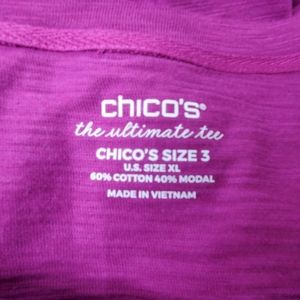 chico's®
the ultimate tee
CHICO'S SIZE 3
U.S. SIZE XL
60% COTTON 40% MODAL
MADE IN VIETNAM